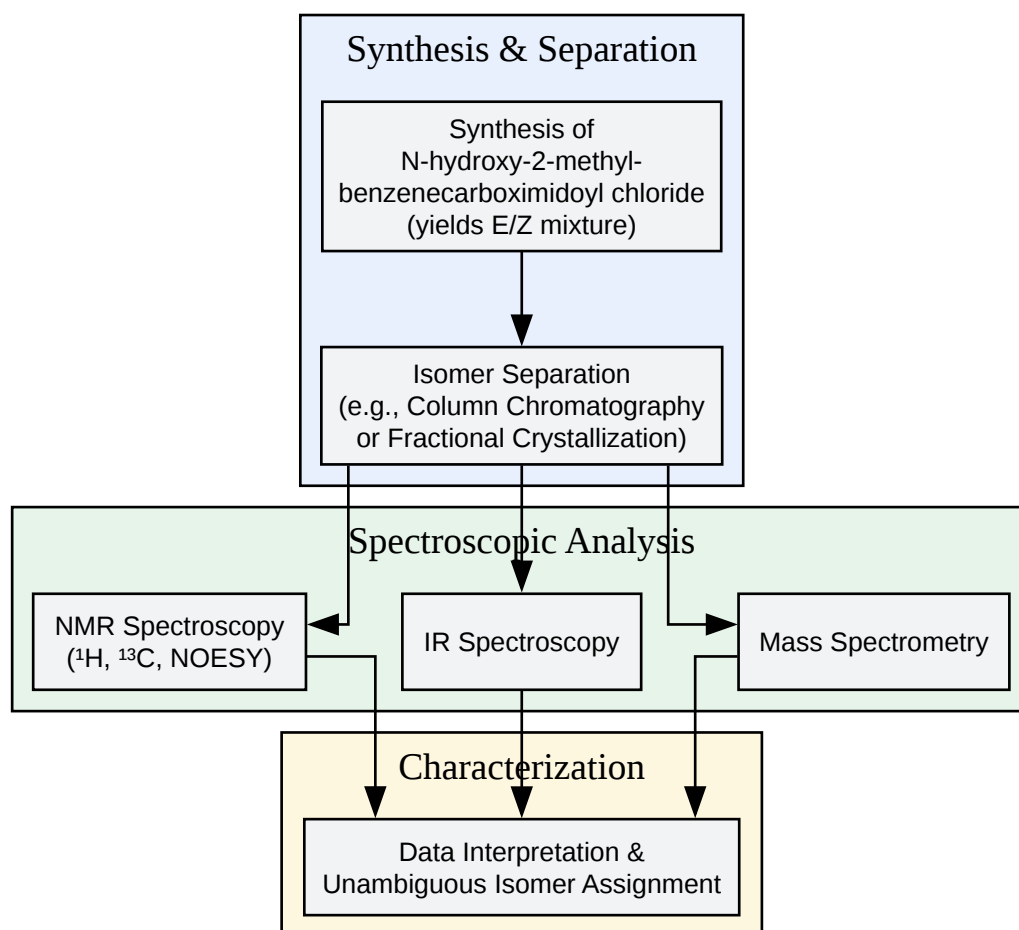 Synthesis & Separation
Synthesis of
N-hydroxy-2-methyl-
benzenecarboximidoyl chloride
(yields E/Z mixture)
Isomer Separation
(e.g., Column Chromatography
or Fractional Crystallization)
Spectroscopic Analysis
NMR Spectroscopy
(¹H, ¹³C, NOESY)
IR Spectroscopy
Mass Spectrometry
Characterization
Data Interpretation &
Unambiguous Isomer Assignment